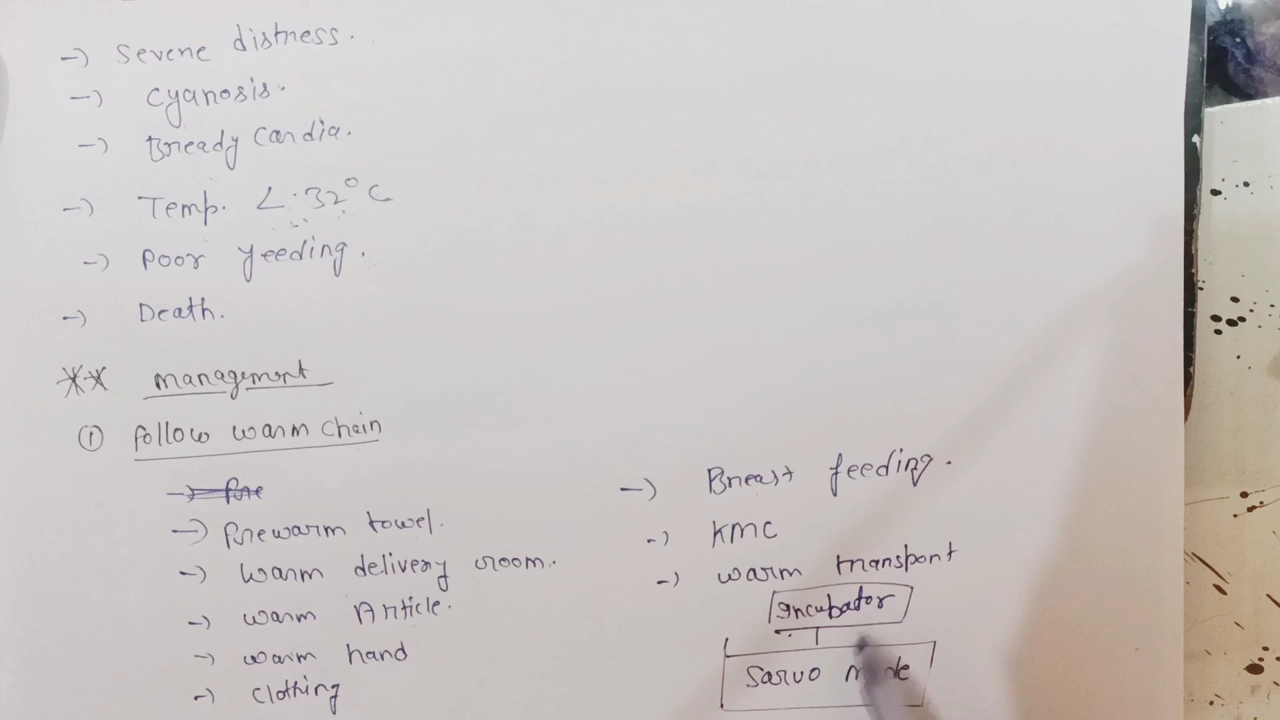 -) Severe distress.
-) Cyanosis.
-) Bready Cardia.
-) Temp. <.32°C
-) Poor feeding.
-) Death.
** management
① Follow warm chain
-) Pre
-) Prewarm towel.
-) warm delivery room.
-) warm Article.
-) warm hand
-) Clothing
-) Breast feeding.
-) KMC
-) warm transport
Incubator
Sarvo